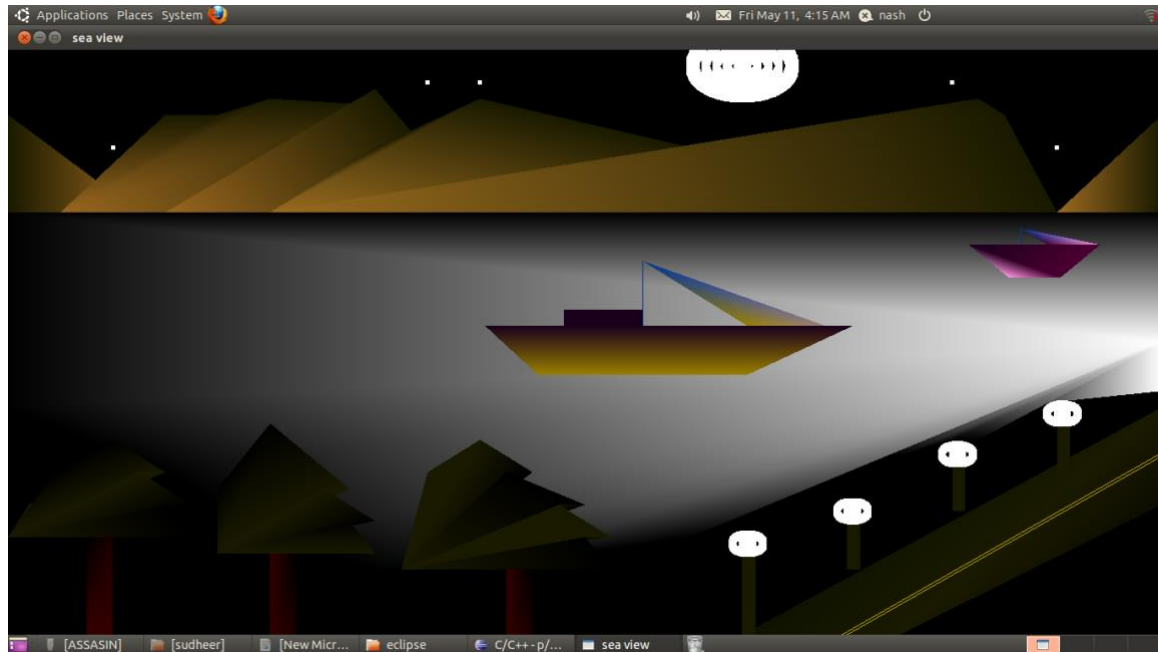 Applications Places System Fri May 11, 4:15 AM nash
sea view
[ASSASIN] [sudheer] [New Micr... eclipse C/C++ - p/... sea view